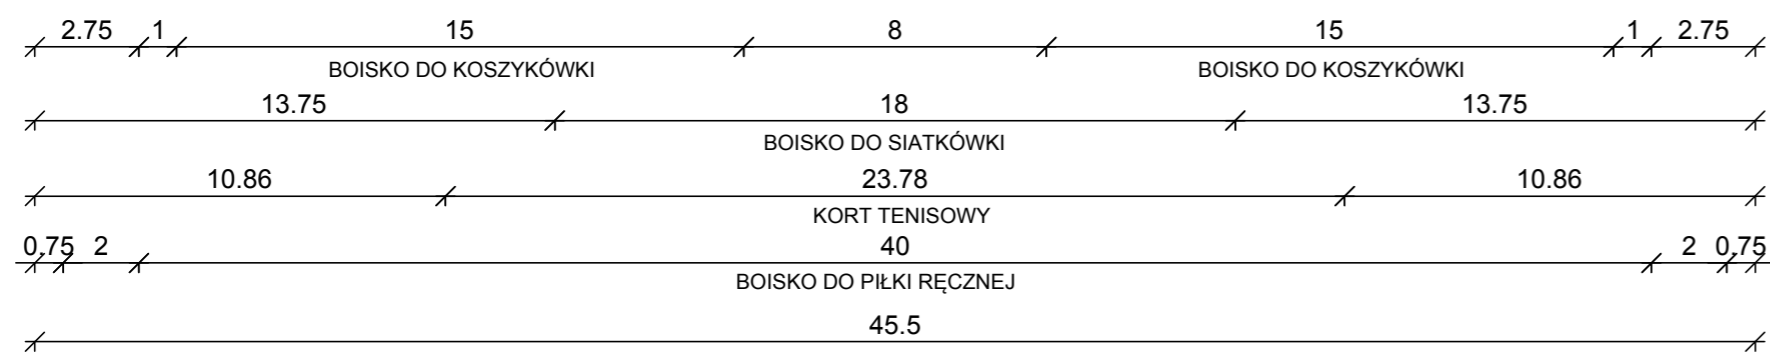 2.75 1 15 8 15 1 2.75
BOISKO DO KOSZYKÓWKI BOISKO DO KOSZYKÓWKI
13.75 18 13.75
BOISKO DO SIATKÓWKI
10.86 23.78 10.86
KORT TENISOWY
0.75 2 40 2 0.75
BOISKO DO PIŁKI RĘCZNEJ
45.5